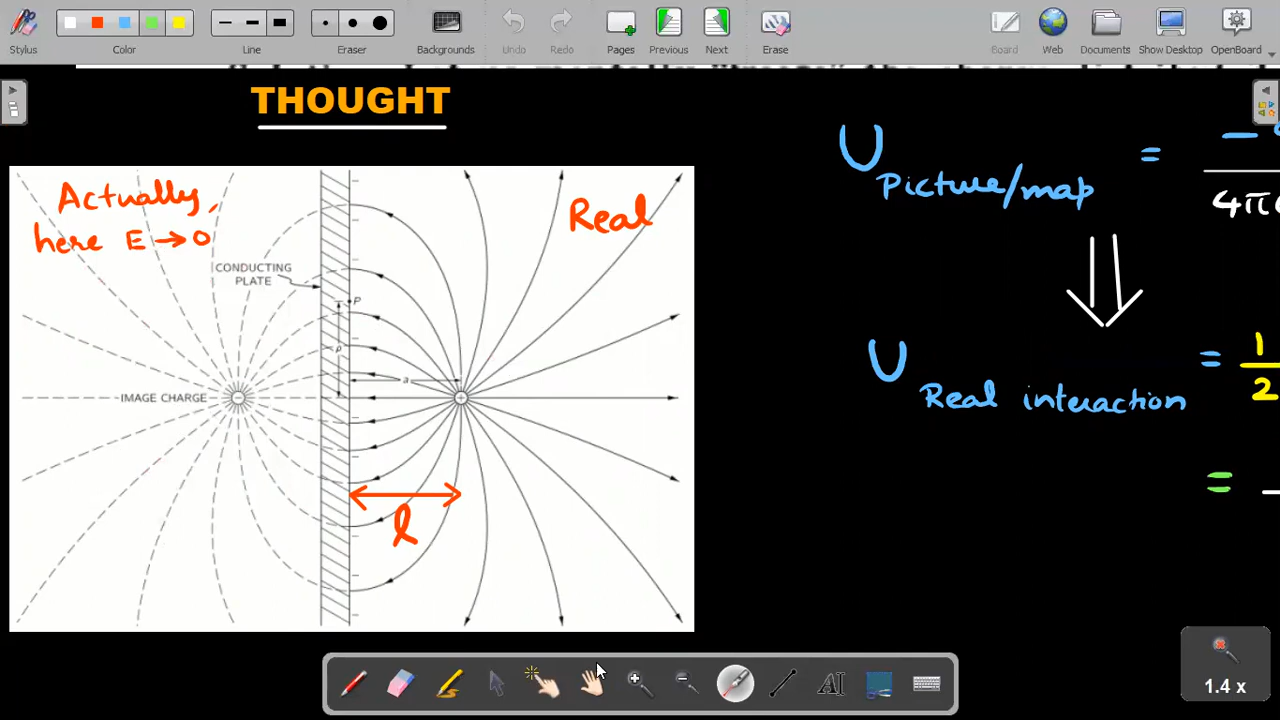 Stylus
Color
Line
Eraser
Backgrounds
Undo
Redo
Pages
Previous
Next
Erase
Board
Web
Documents
Show Desktop
OpenBoard
THOUGHT
Actually,
here E → 0
Real
CONDUCTING
PLATE
P
ρ
a
IMAGE CHARGE
l
U Picture/map = -
4π
U Real interaction = 1
2
= -
1.4 x